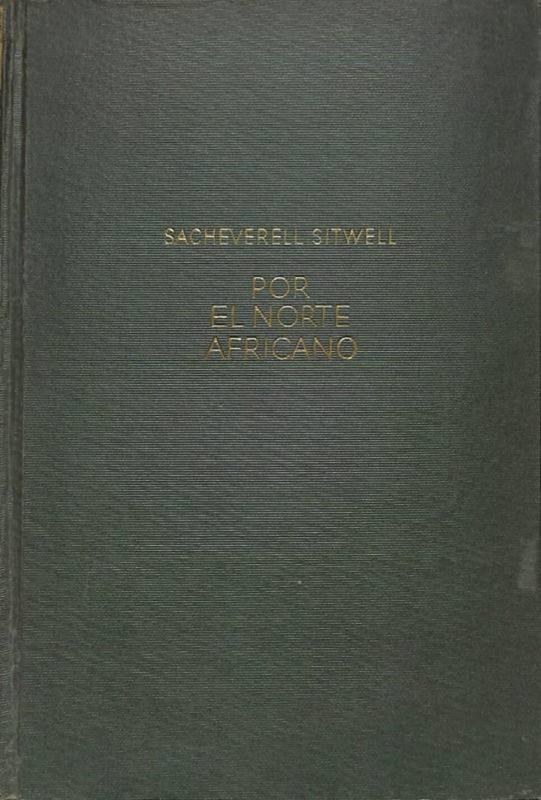 SACHEVERELL SITWELL
POR
EL NORTE
AFRICANO